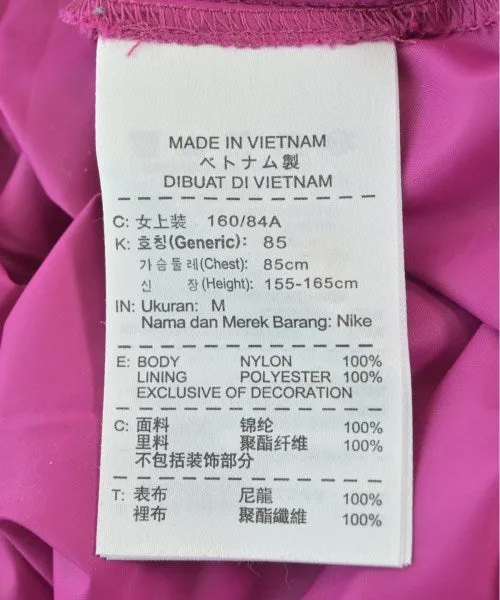 MADE IN VIETNAM
ベトナム製
DIBUAT DI VIETNAM
C: 女上装 160/84A
K: 호칭(Generic): 85
가슴둘레(Chest): 85cm
신 장(Height): 155-165cm
IN: Ukuran: M
Nama dan Merek Barang: Nike
E: BODY NYLON 100%
LINING POLYESTER 100%
EXCLUSIVE OF DECORATION
C: 面料 锦纶 100%
里料 聚酯纤维 100%
不包括装饰部分
T: 表布 尼龍 100%
裡布 聚酯纖維 100%